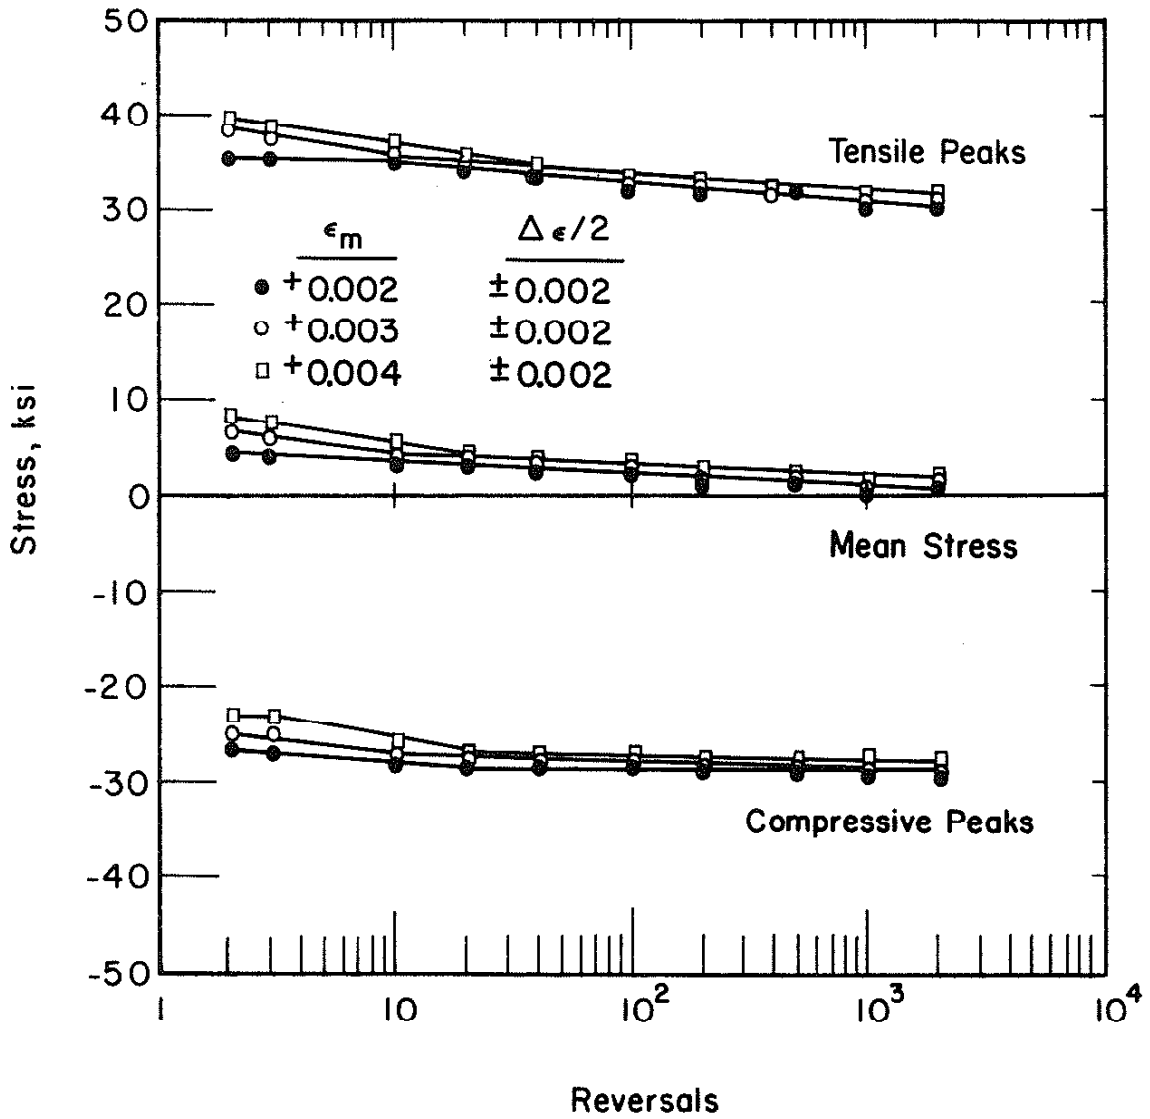 50
40
Tensile Peaks
30
ϵm Δ ϵ/2
+0.002 ±0.002
20
+0.003 ±0.002
+0.004 ±0.002
10
Stress, ksi
0
Mean Stress
-10
-20
-30
Compressive Peaks
-40
-50
1 10 10² 10³ 10⁴
Reversals